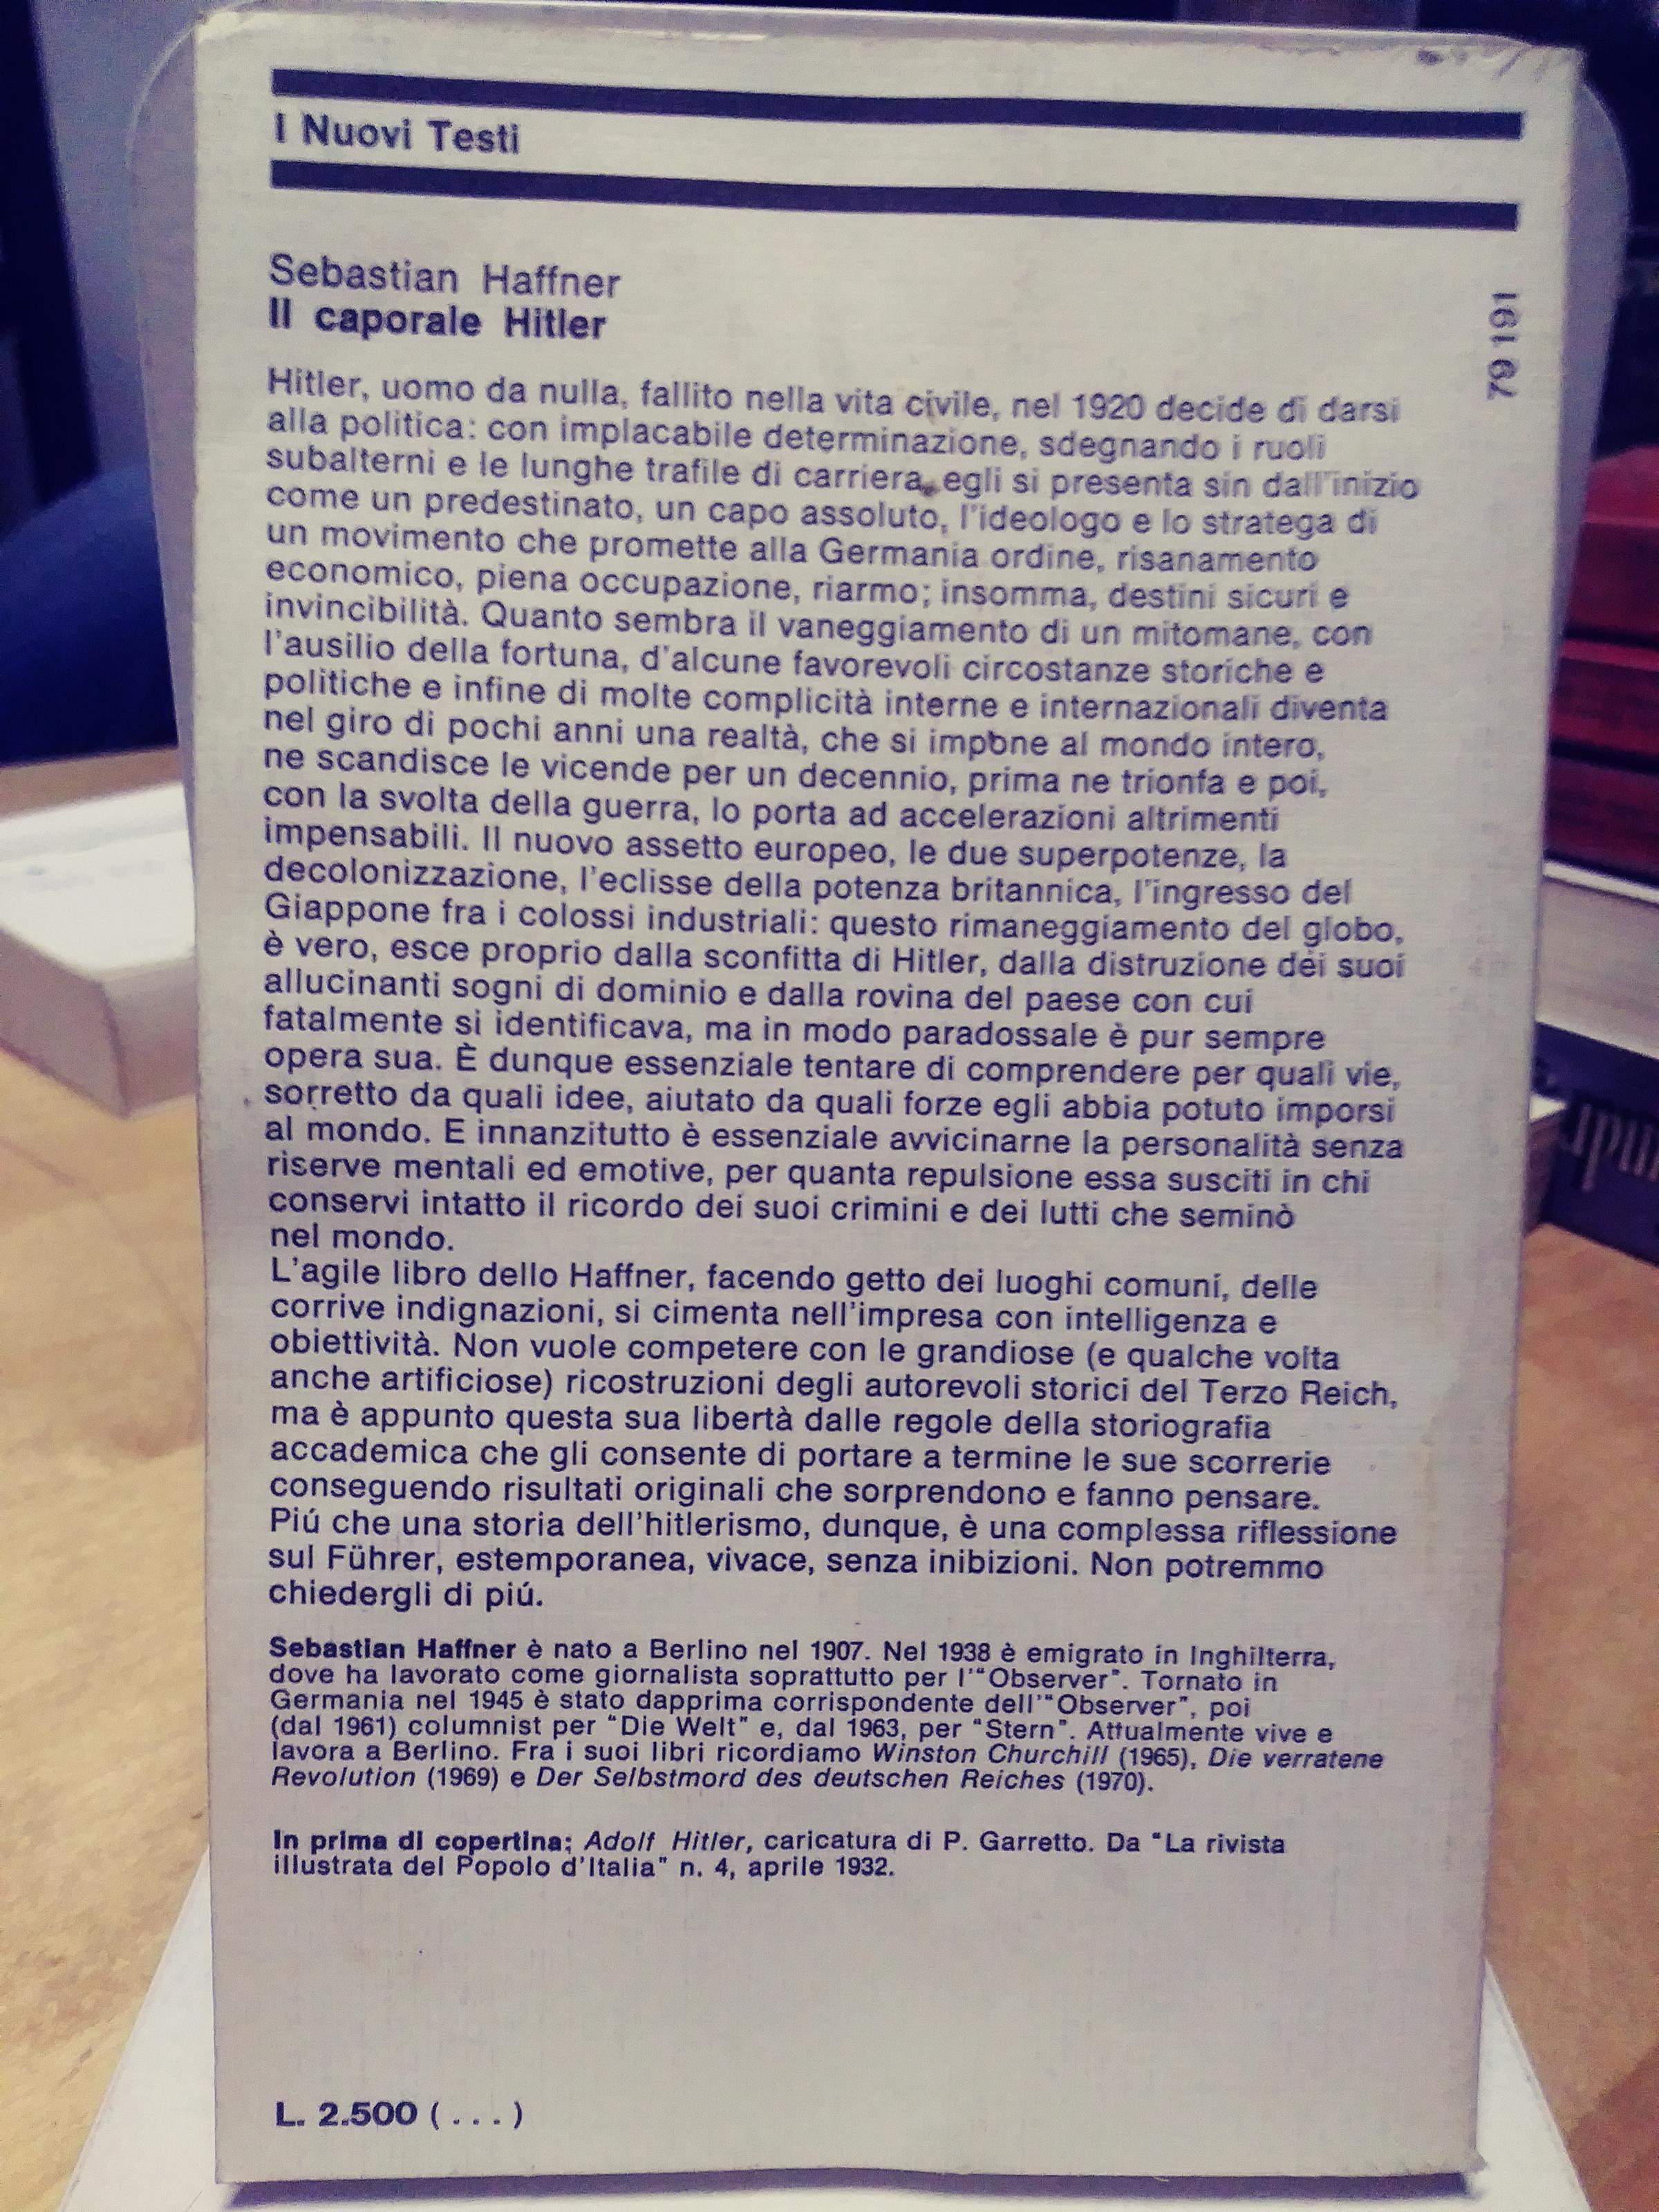 I Nuovi Testi
Sebastian Haffner
Il caporale Hitler
79 191
Hitler, uomo da nulla, fallito nella vita civile, nel 1920 decide di darsi
alla politica: con implacabile determinazione, sdegnando i ruoli
subalterni e le lunghe trafile di carriera, egli si presenta sin dall'inizio
come un predestinato, un capo assoluto, l'ideologo e lo stratega di
un movimento che promette alla Germania ordine, risanamento
economico, piena occupazione, riarmo; insomma, destini sicuri e
invincibilità. Quanto sembra il vaneggiamento di un mitomane, con
l'ausilio della fortuna, d'alcune favorevoli circostanze storiche e
politiche e infine di molte complicità interne e internazionali diventa
nel giro di pochi anni una realtà, che si impone al mondo intero,
ne scandisce le vicende per un decennio, prima ne trionfa e poi,
con la svolta della guerra, lo porta ad accelerazioni altrimenti
impensabili. Il nuovo assetto europeo, le due superpotenze, la
decolonizzazione, l'eclisse della potenza britannica, l'ingresso del
Giappone fra i colossi industriali: questo rimaneggiamento del globo,
è vero, esce proprio dalla sconfitta di Hitler, dalla distruzione dei suoi
allucinanti sogni di dominio e dalla rovina del paese con cui
fatalmente si identificava, ma in modo paradossale è pur sempre
opera sua. È dunque essenziale tentare di comprendere per quali vie,
sorretto da quali idee, aiutato da quali forze egli abbia potuto imporsi
al mondo. E innanzitutto è essenziale avvicinarne la personalità senza
riserve mentali ed emotive, per quanta repulsione essa susciti in chi
conservi intatto il ricordo dei suoi crimini e dei lutti che seminò
nel mondo.
L'agile libro dello Haffner, facendo getto dei luoghi comuni, delle
corrive indignazioni, si cimenta nell'impresa con intelligenza e
obiettività. Non vuole competere con le grandiose (e qualche volta
anche artificiose) ricostruzioni degli autorevoli storici del Terzo Reich,
ma è appunto questa sua libertà dalle regole della storiografia
accademica che gli consente di portare a termine le sue scorrerie
conseguendo risultati originali che sorprendono e fanno pensare.
Piú che una storia dell'hitlerismo, dunque, è una complessa riflessione
sul Führer, estemporanea, vivace, senza inibizioni. Non potremmo
chiedergli di piú.
Sebastian Haffner è nato a Berlino nel 1907. Nel 1938 è emigrato in Inghilterra,
dove ha lavorato come giornalista soprattutto per l'"Observer". Tornato in
Germania nel 1945 è stato dapprima corrispondente dell'"Observer", poi
(dal 1961) columnist per "Die Welt" e, dal 1963, per "Stern". Attualmente vive e
lavora a Berlino. Fra i suoi libri ricordiamo Winston Churchill (1965), Die verratene
Revolution (1969) e Der Selbstmord des deutschen Reiches (1970).
In prima di copertina: Adolf Hitler, caricatura di P. Garretto. Da "La rivista
illustrata del Popolo d'Italia" n. 4, aprile 1932.
L. 2.500 (...)